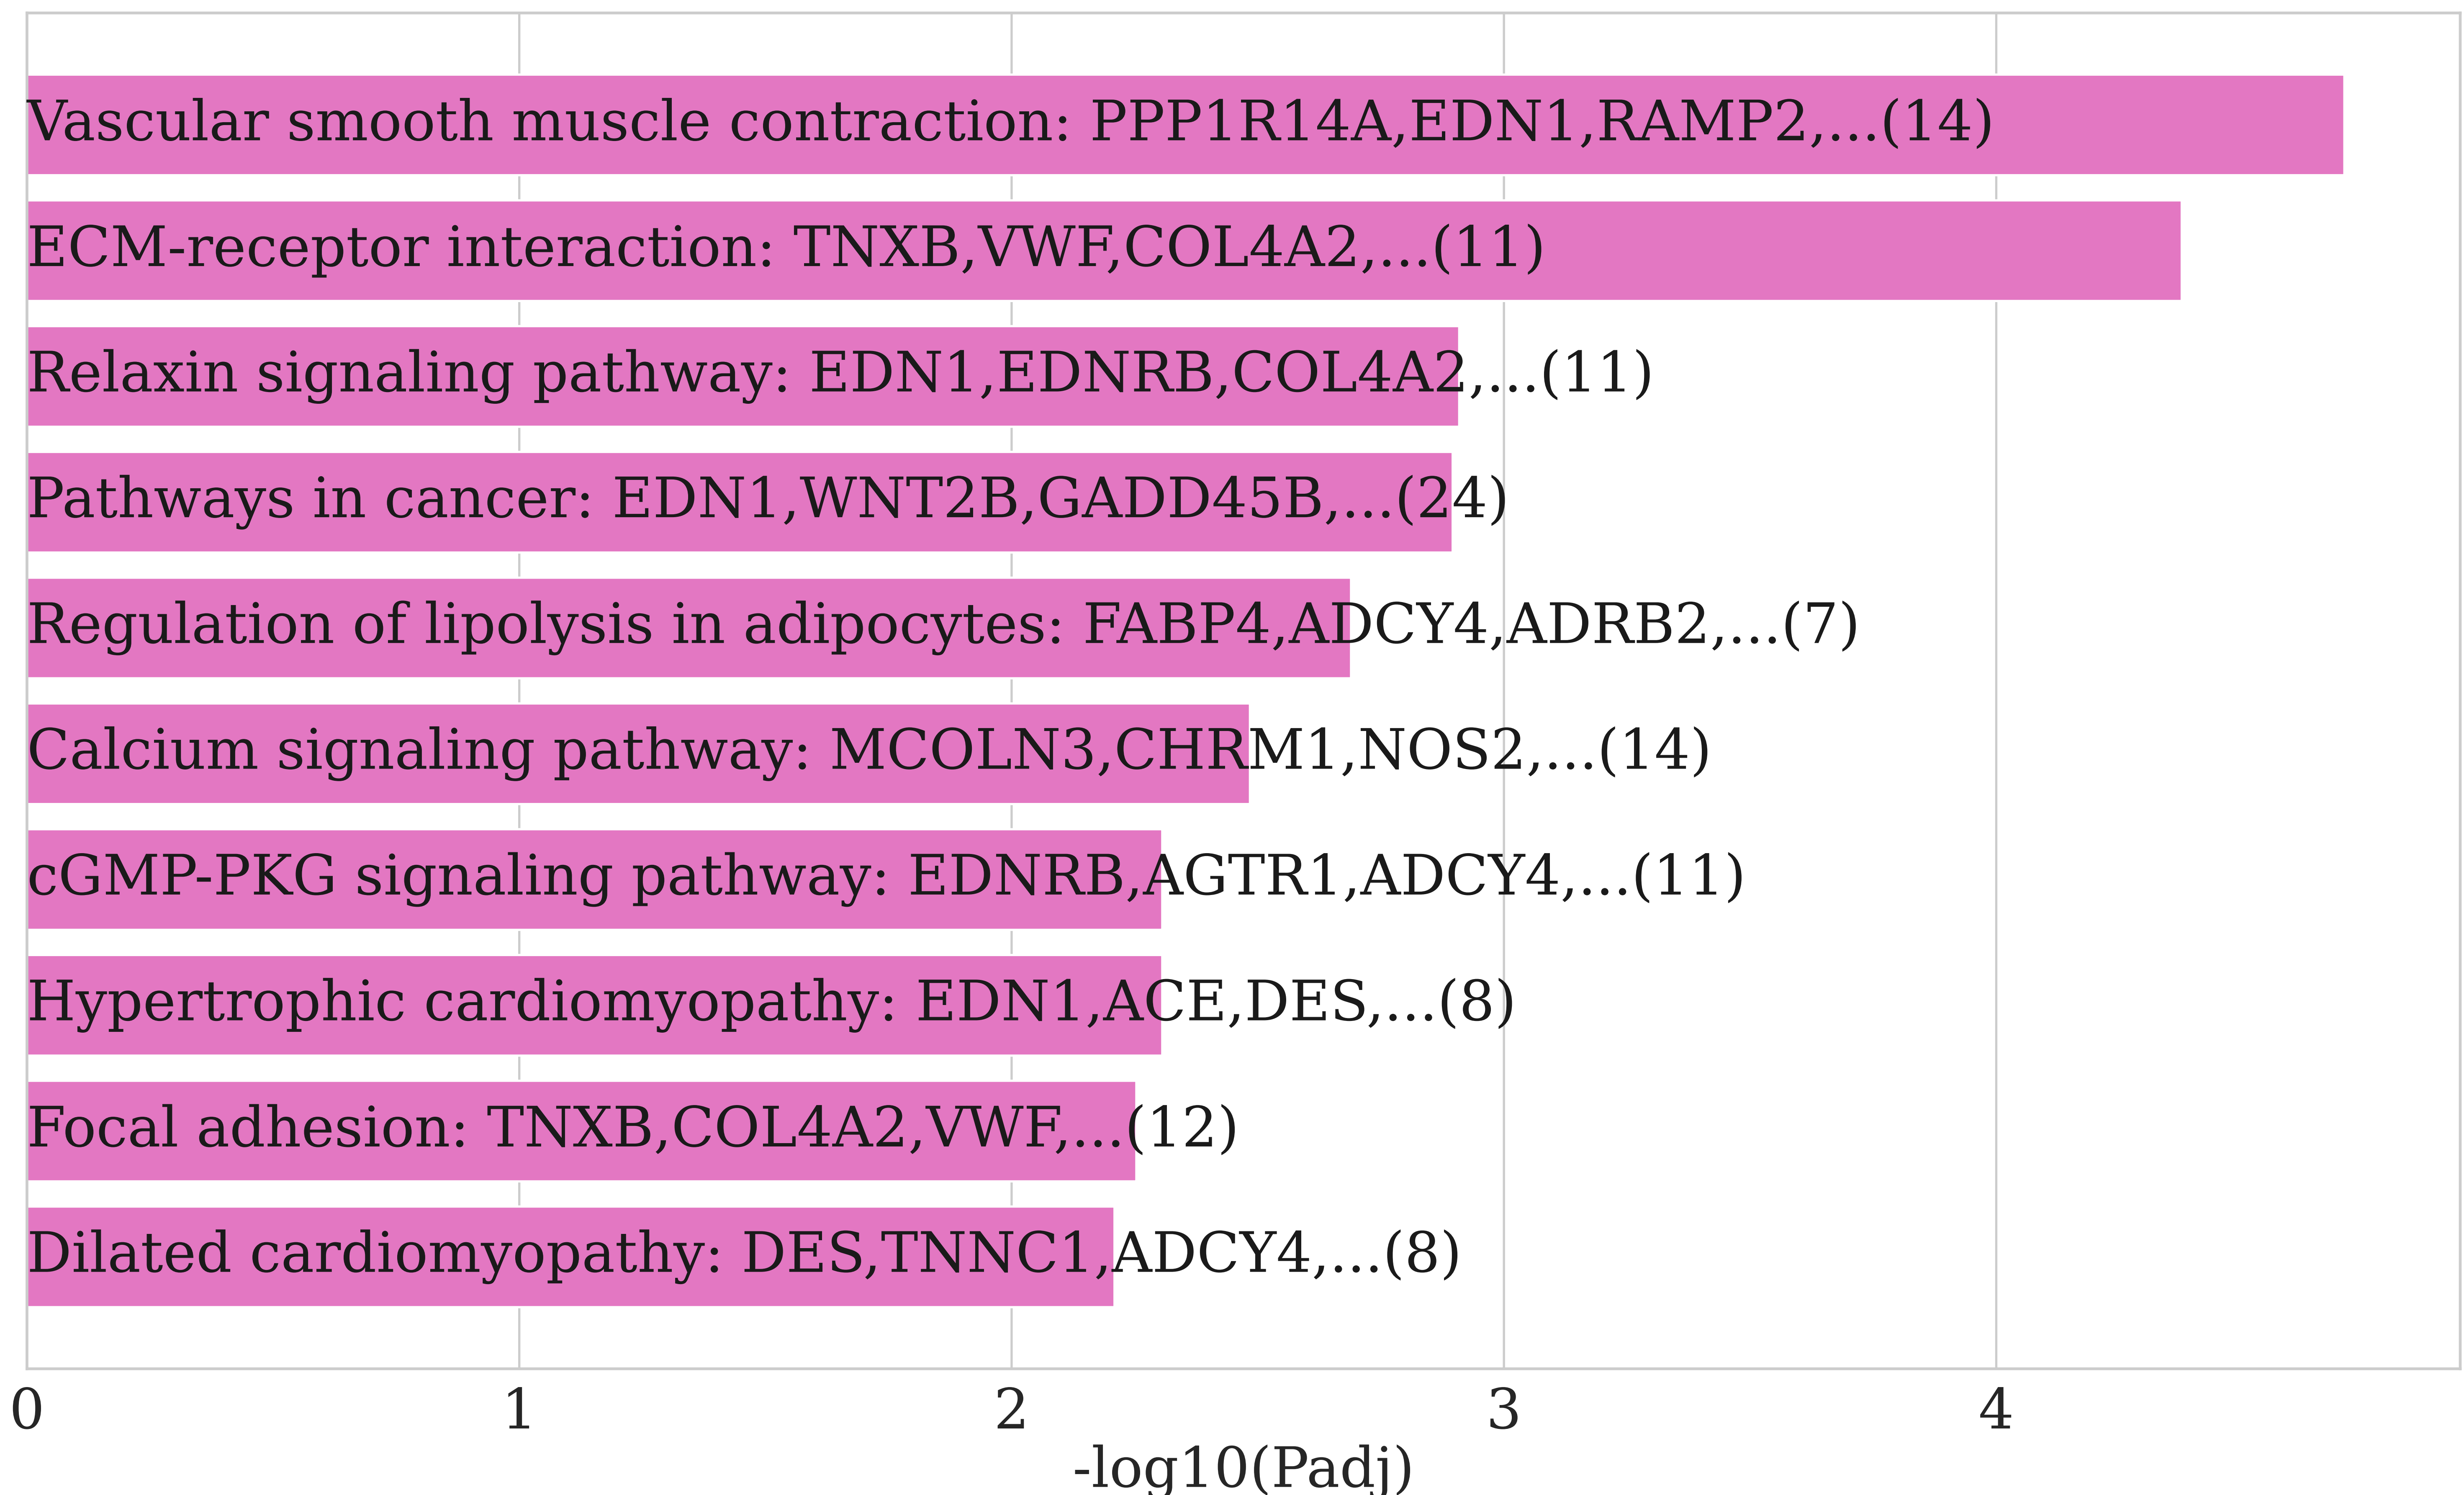 Vascular smooth muscle contraction: PPP1R14A,EDN1,RAMP2,...(14)
ECM-receptor interaction: TNXB,VWF,COL4A2,...(11)
Relaxin signaling pathway: EDN1,EDNRB,COL4A2,...(11)
Pathways in cancer: EDN1,WNT2B,GADD45B,...(24)
Regulation of lipolysis in adipocytes: FABP4,ADCY4,ADRB2,...(7)
Calcium signaling pathway: MCOLN3,CHRM1,NOS2,...(14)
cGMP-PKG signaling pathway: EDNRB,AGTR1,ADCY4,...(11)
Hypertrophic cardiomyopathy: EDN1,ACE,DES,...(8)
Focal adhesion: TNXB,COL4A2,VWF,...(12)
Dilated cardiomyopathy: DES,TNNC1,ADCY4,...(8)
0 1 2 3 4
-log10(Padj)